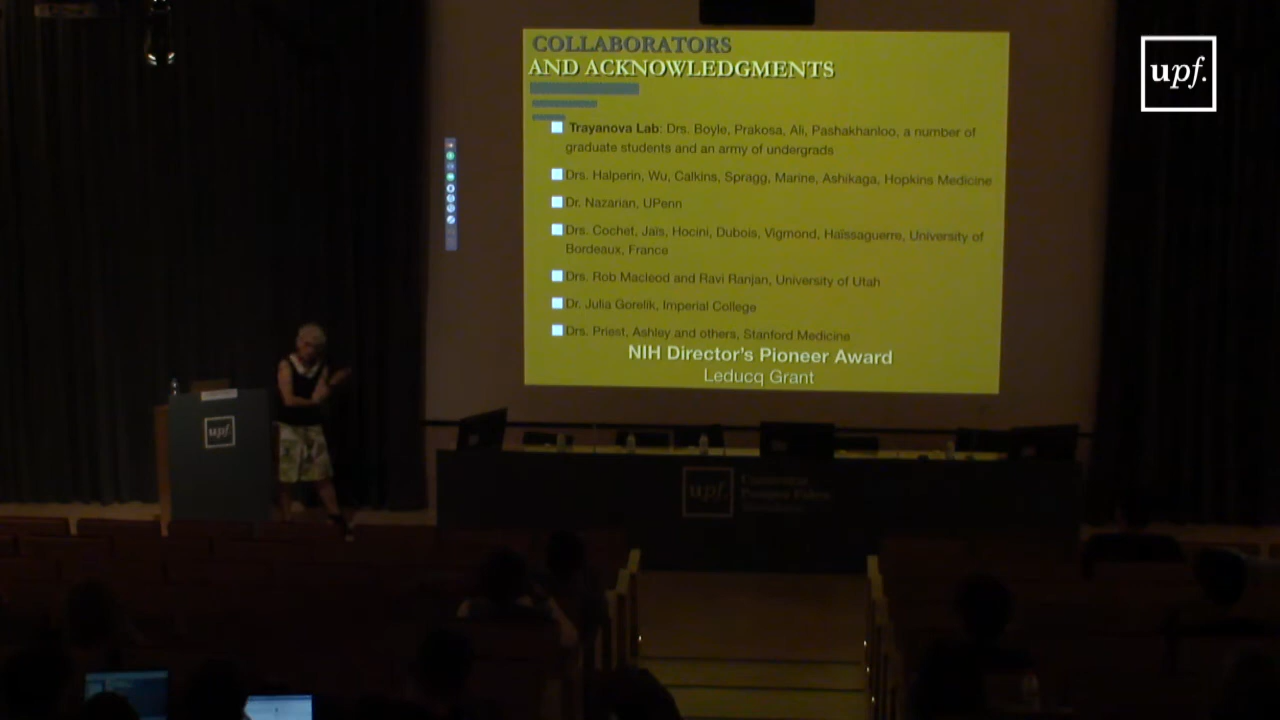 COLLABORATORS
AND ACKNOWLEDGMENTS
Trayanova Lab: Drs. Boyle, Prakosa, Ali, Pashakhanloo, a number of
graduate students and an army of undergrads
Drs. Halperin, Wu, Calkins, Spragg, Marine, Ashikaga, Hopkins Medicine
Dr. Nazarian, UPenn
Drs. Cochet, Jais, Hocini, Dubois, Vigmond, Haïssaguerre, University of
Bordeaux, France
Drs. Rob Macleod and Ravi Ranjan, University of Utah
Dr. Julia Gorelik, Imperial College
Drs. Priest, Ashley and others, Stanford Medicine
NIH Director's Pioneer Award
Leducq Grant
upf.
upf.
upf.